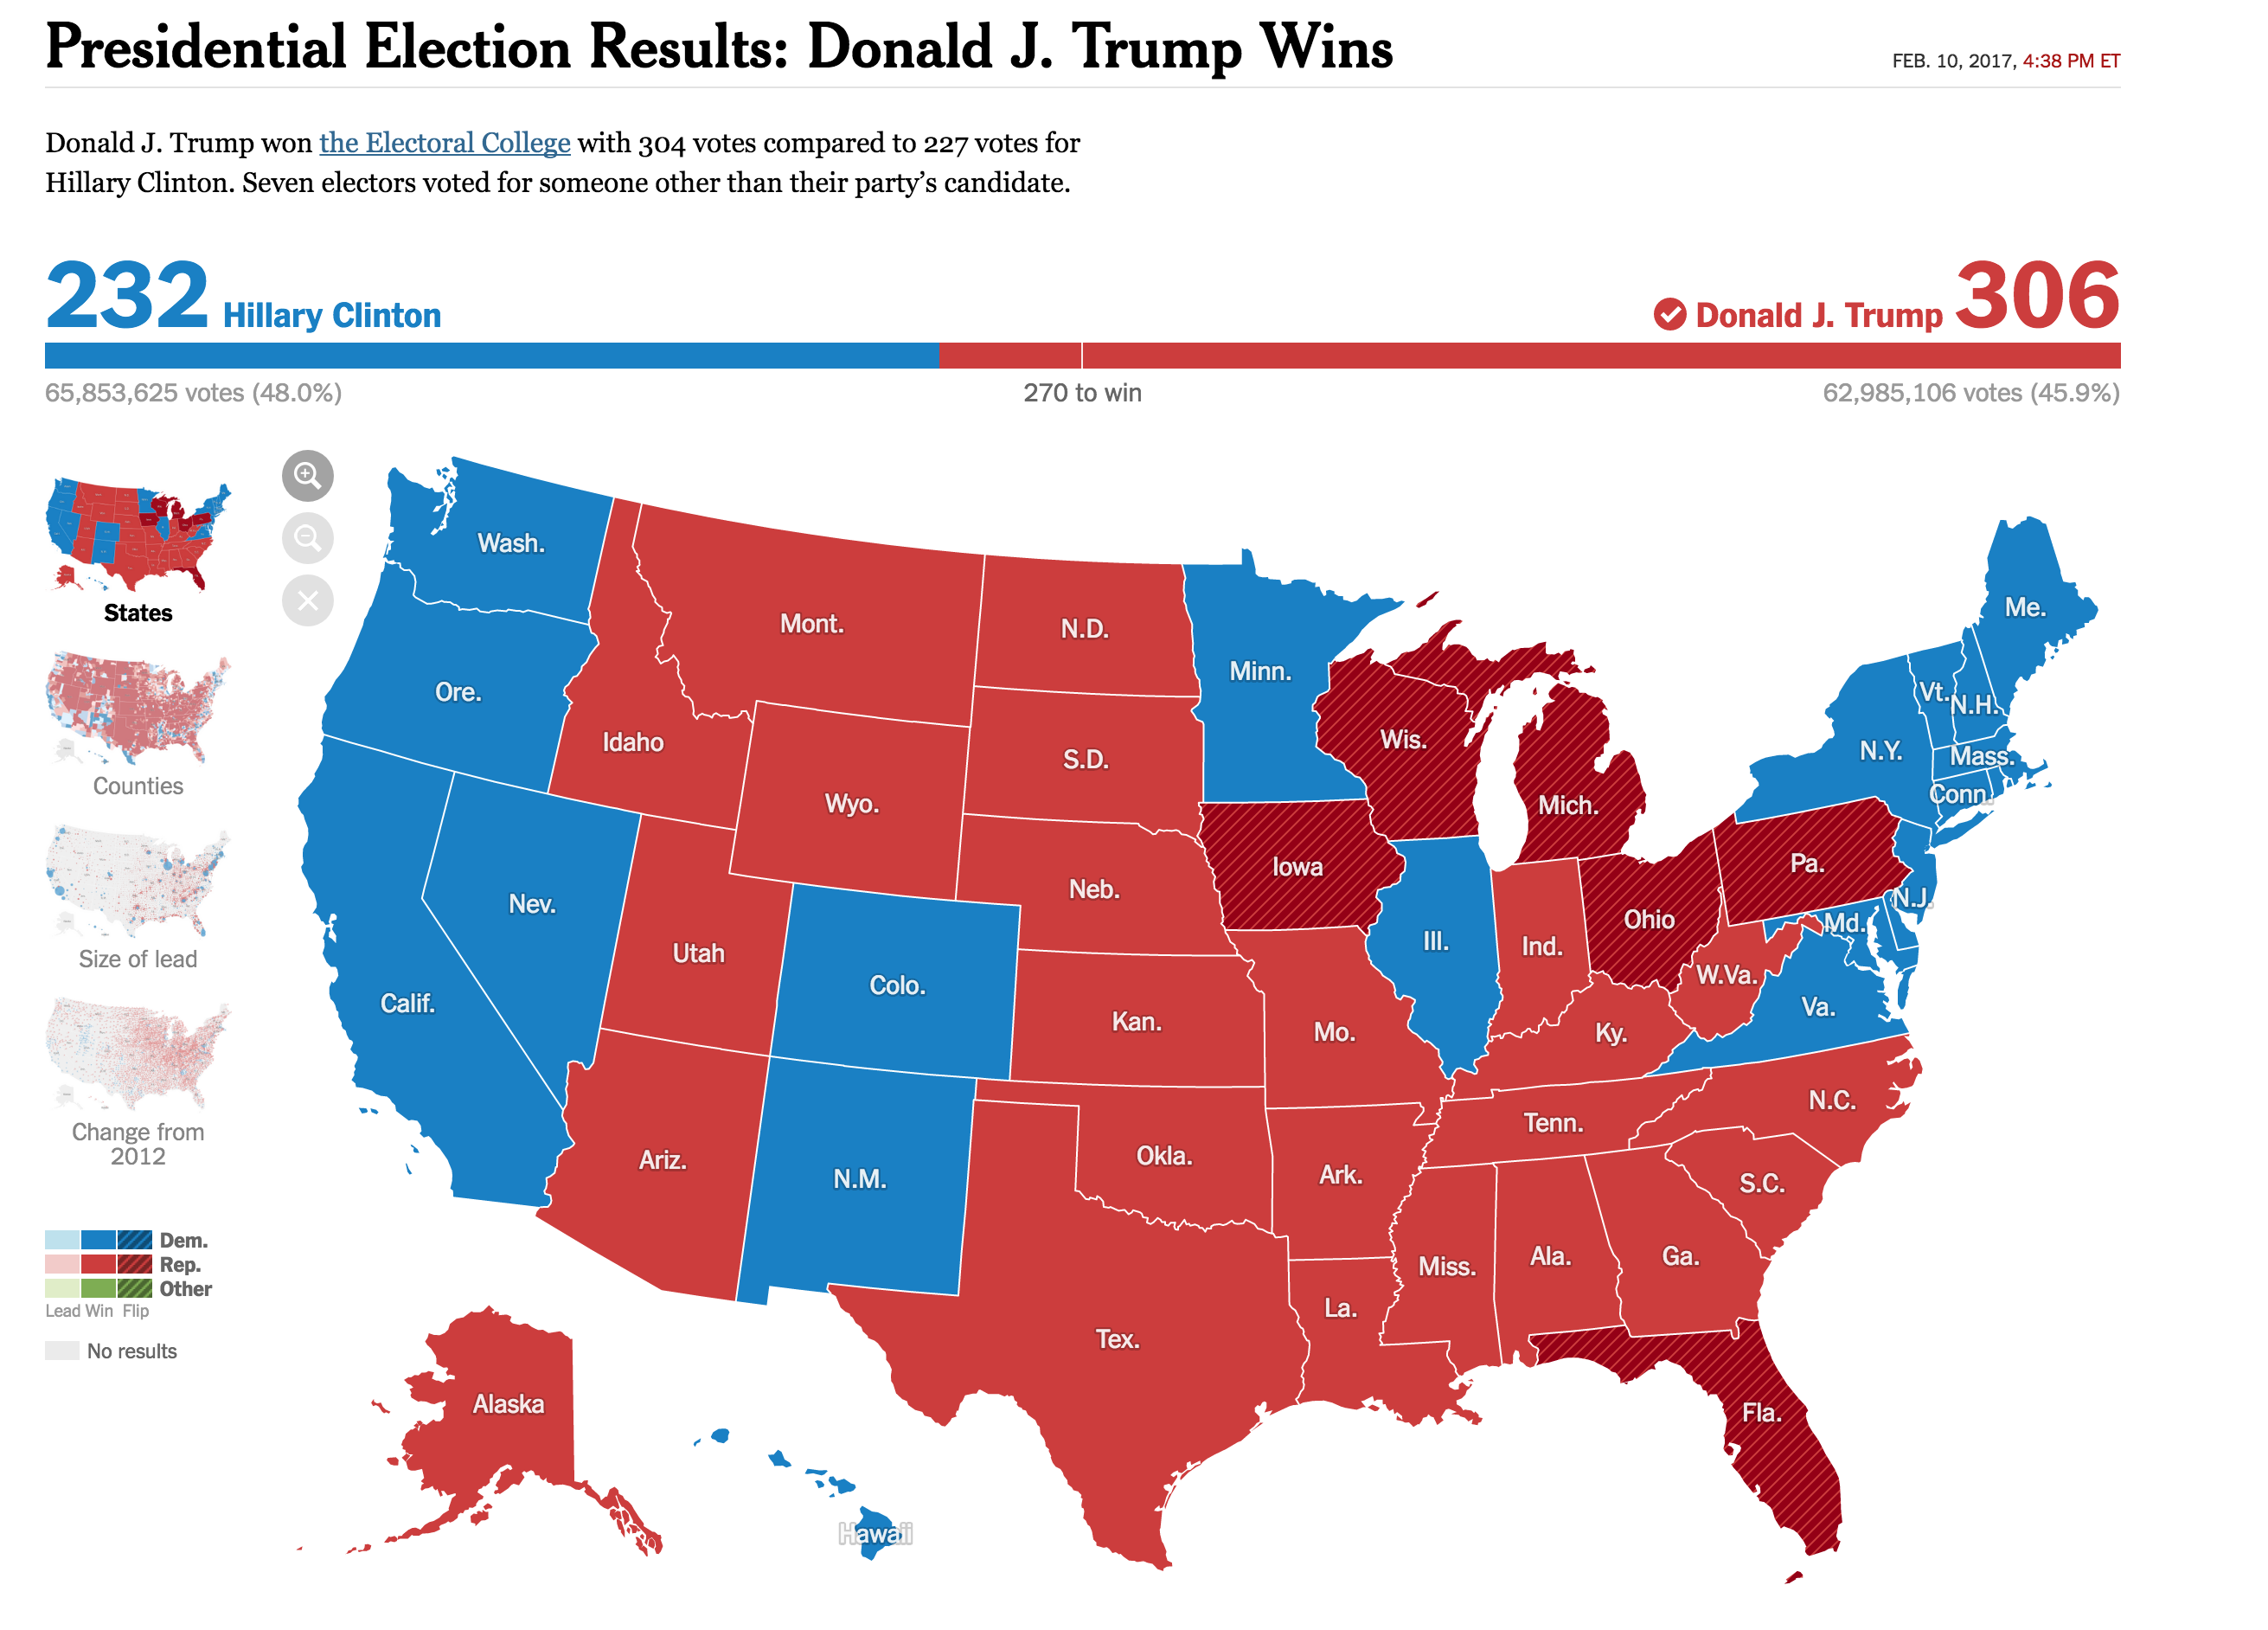 Presidential Election Results: Donald J. Trump Wins
FEB. 10, 2017, 4:38 PM ET
Donald J. Trump won the Electoral College with 304 votes compared to 227 votes for
Hillary Clinton. Seven electors voted for someone other than their party’s candidate.
232 Hillary Clinton
Donald J. Trump 306
65,853,625 votes (48.0%)
270 to win
62,985,106 votes (45.9%)
States
Counties
Size of lead
Change from
2012
Dem.
Rep.
Other
Lead Win Flip
No results
Wash.
Ore.
Calif.
Nev.
Idaho
Mont.
Wyo.
Utah
Colo.
Ariz.
N.M.
N.D.
S.D.
Neb.
Kan.
Okla.
Tex.
Minn.
Iowa
Mo.
Ark.
La.
Wis.
Ill.
Mich.
Ind.
Ohio
Ky.
Tenn.
Miss.
Ala.
Ga.
Fla.
S.C.
N.C.
Va.
W.Va.
Md.
Pa.
N.J.
N.Y.
Conn.
Mass.
Vt.
N.H.
Me.
Alaska
Hawaii